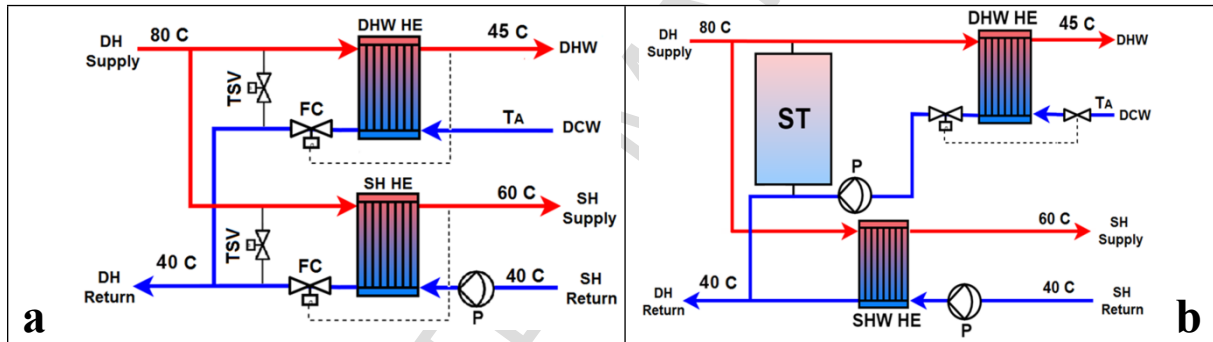 DH
Supply
80 C
DHW HE
45 C
DHW
TSV
FC
TA
DCW
SH HE
60 C
SH
Supply
TSV
FC
DH
Return
40 C
40 C
SH
Return
P
a
DH
Supply
80 C
DHW HE
45 C
DHW
ST
TA
DCW
P
60 C
SH
Supply
DH
Return
40 C
40 C
SH
Return
SHW HE
P
b